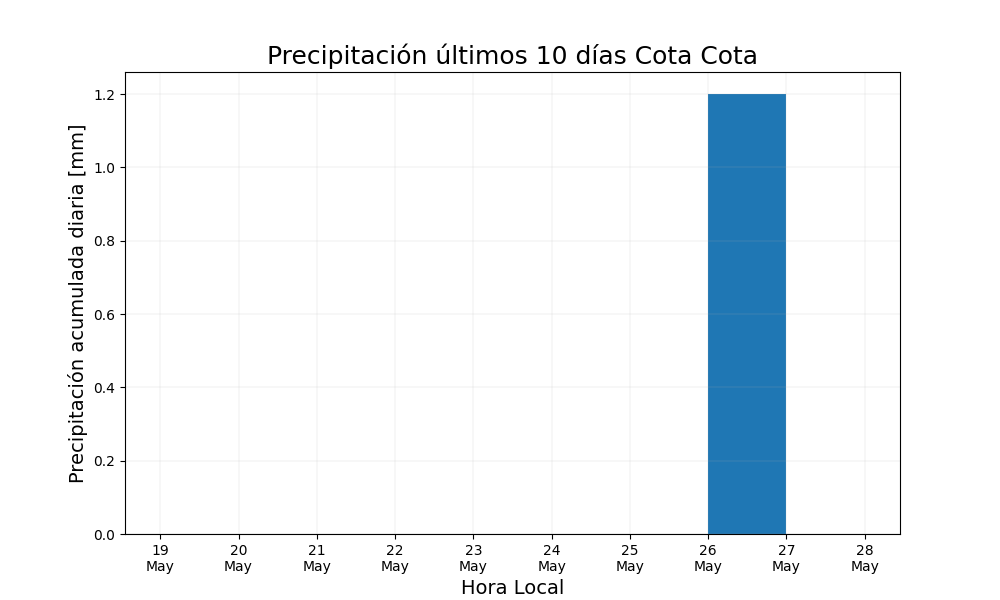 Precipitación últimos 10 días Cota Cota
Precipitación acumulada diaria [mm]
1.2
1.0
0.8
0.6
0.4
0.2
0.0
19 20 21 22 23 24 25 26 27 28
May May May May May May May May May May
Hora Local